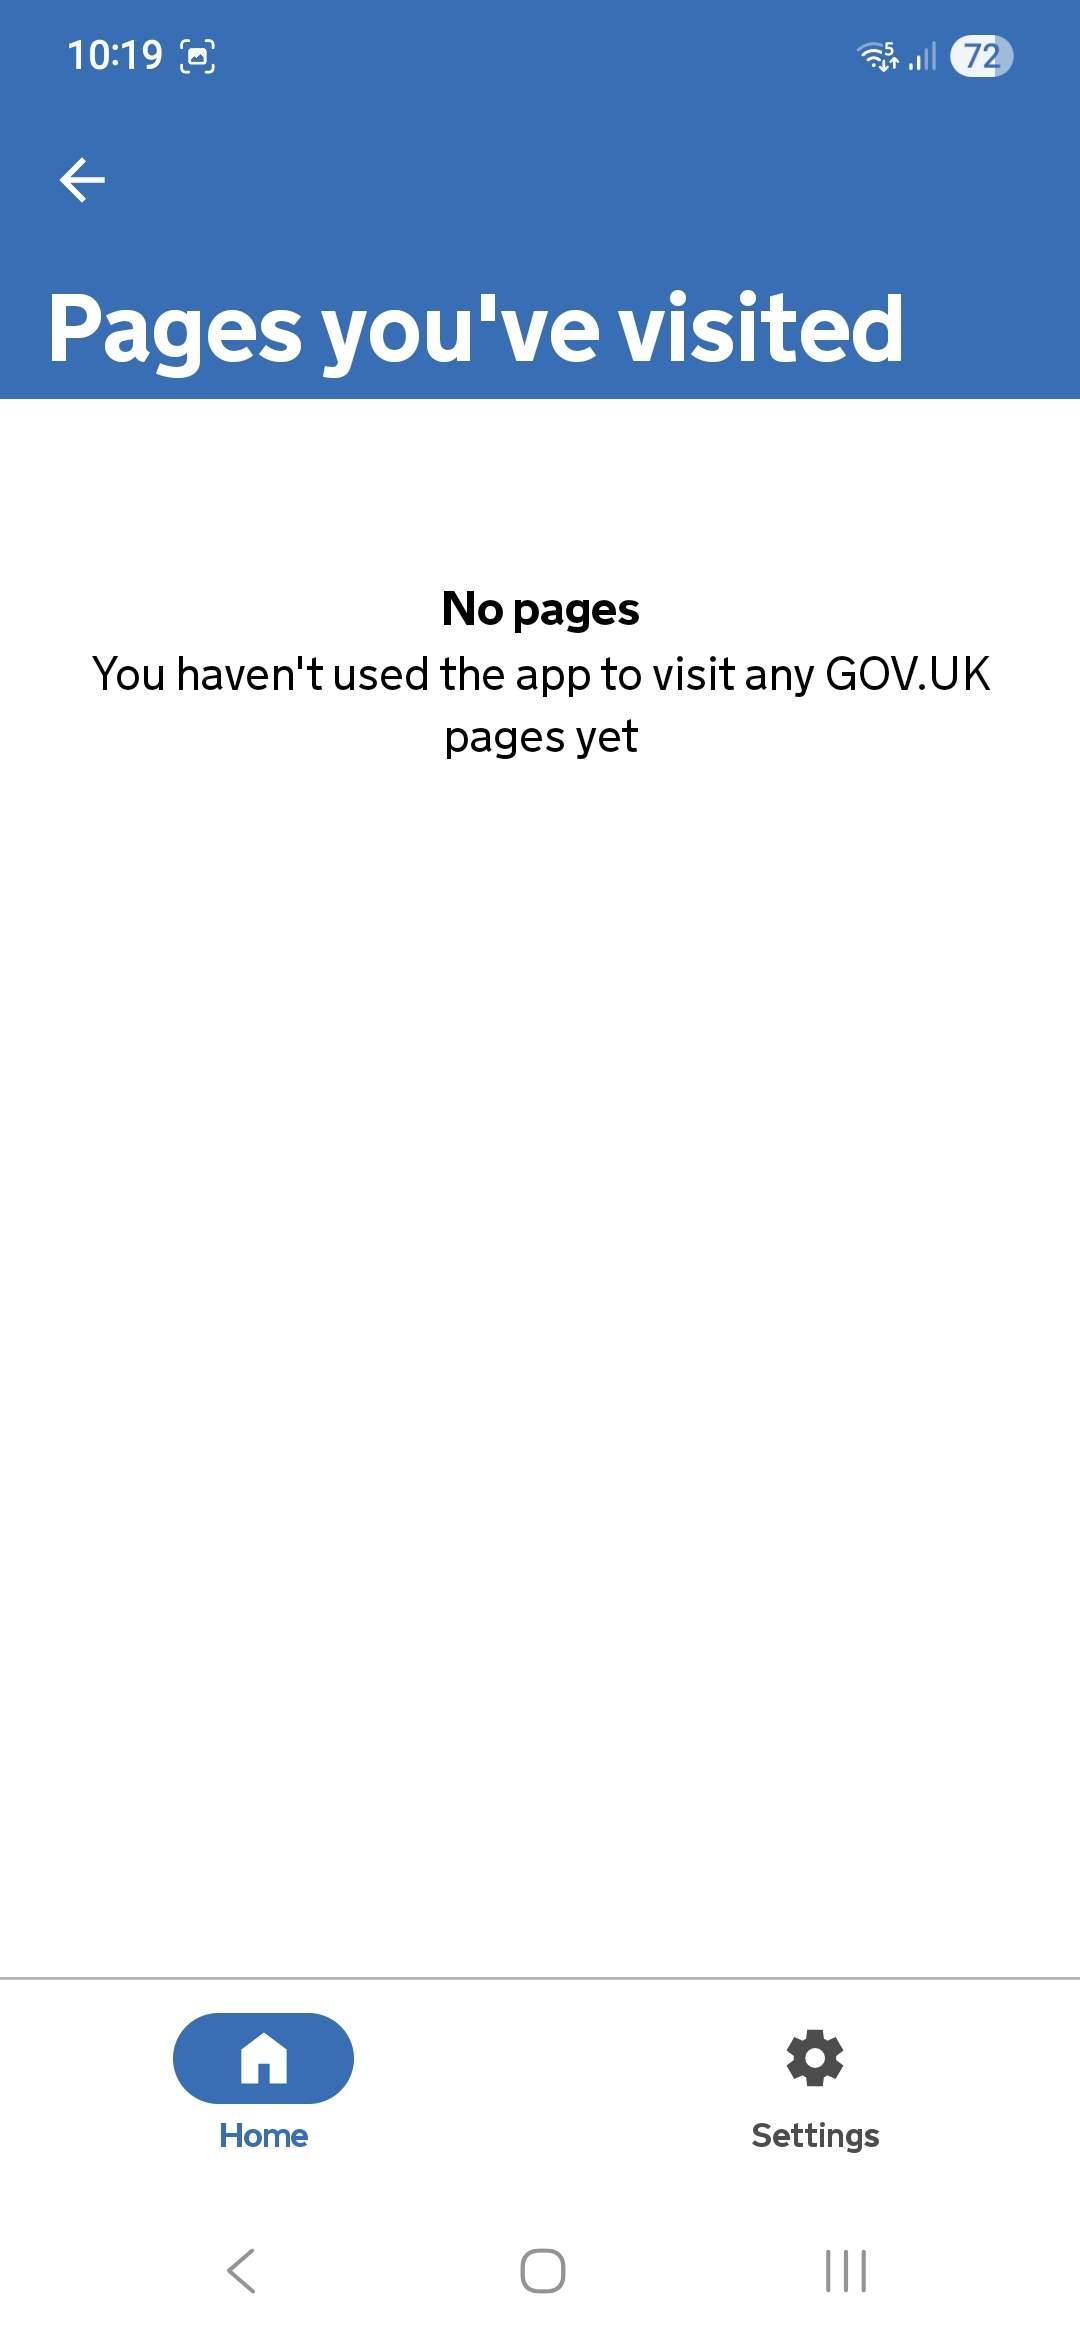 10:19
5
72
Pages you've visited
No pages
You haven't used the app to visit any GOV.UK
pages yet
Home
Settings